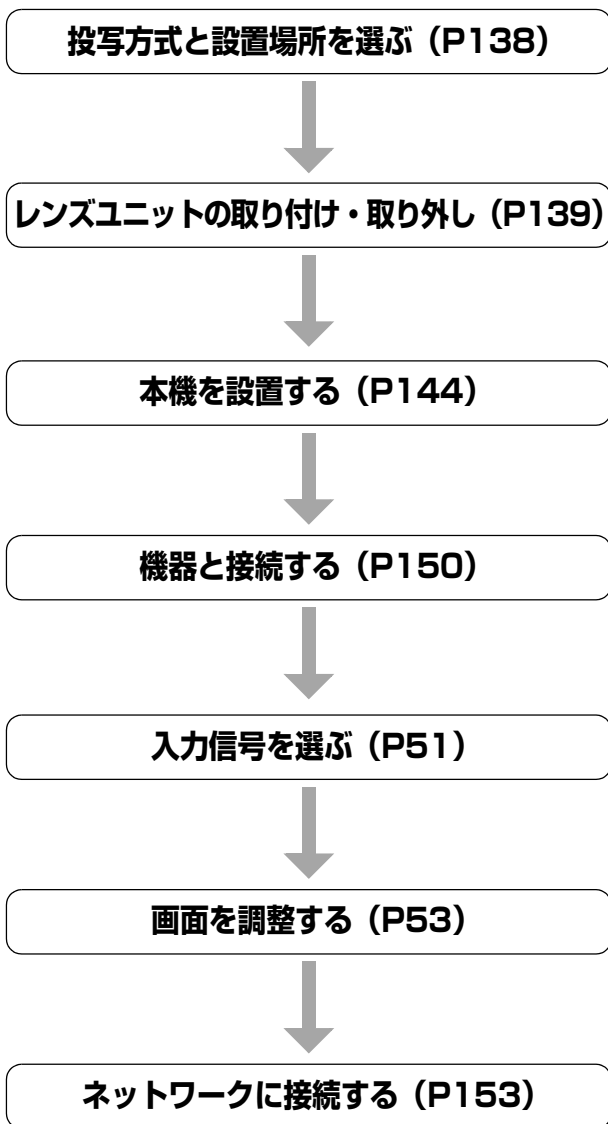 投写方式と設置場所を選ぶ（P138）
レンズユニットの取り付け・取り外し（P139）
本機を設置する（P144）
機器と接続する（P150）
入力信号を選ぶ（P51）
画面を調整する（P53）
ネットワークに接続する（P153）